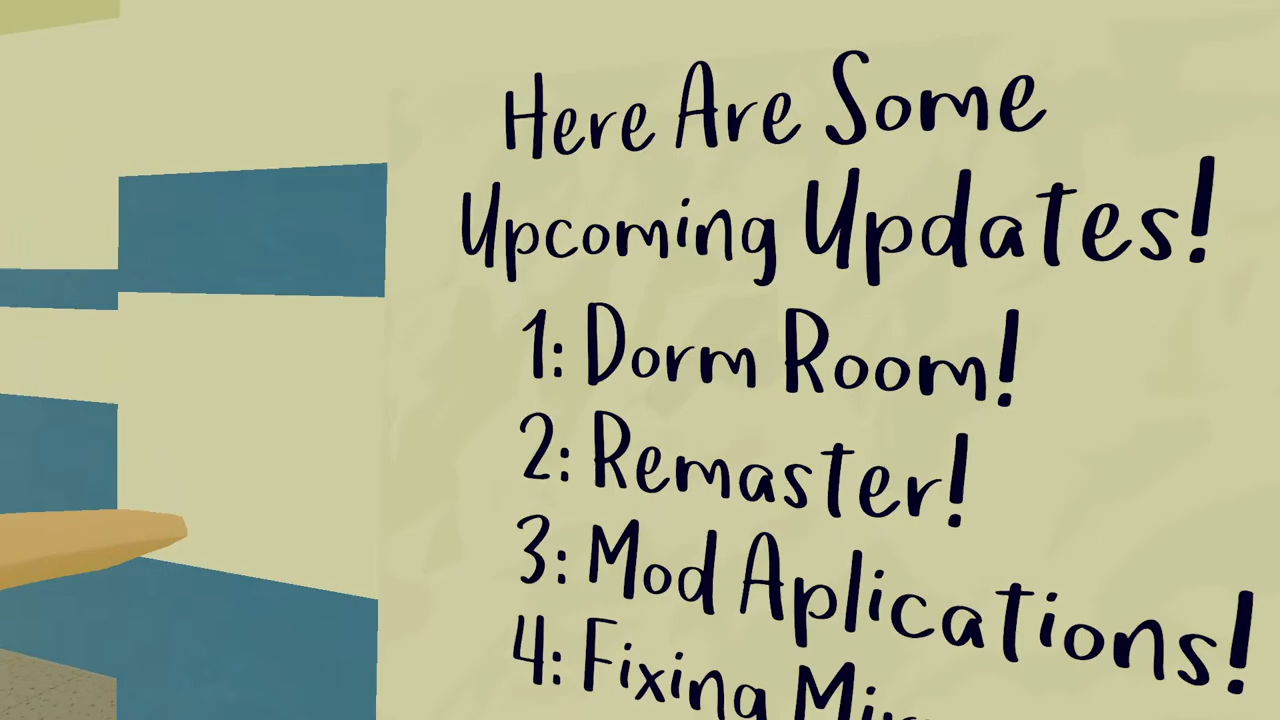 Here Are Some
Upcoming Updates!
1: Dorm Room!
2: Remaster!
3: Mod Aplications!
4: Fixing